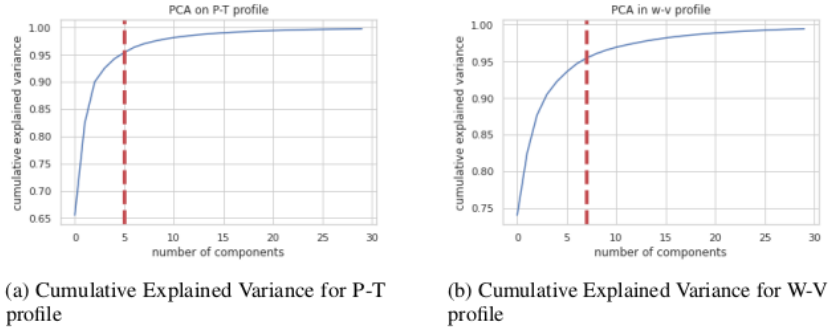 PCA on P-T profile
1.00
0.95
0.90
0.85
0.80
0.75
0.70
0.65
cumulative explained variance
0 5 10 15 20 25 30
number of components
(a) Cumulative Explained Variance for P-T
profile
PCA in w-v profile
1.00
0.95
0.90
0.85
0.80
0.75
cumulative explained variance
0 5 10 15 20 25 30
number of components
(b) Cumulative Explained Variance for W-V
profile